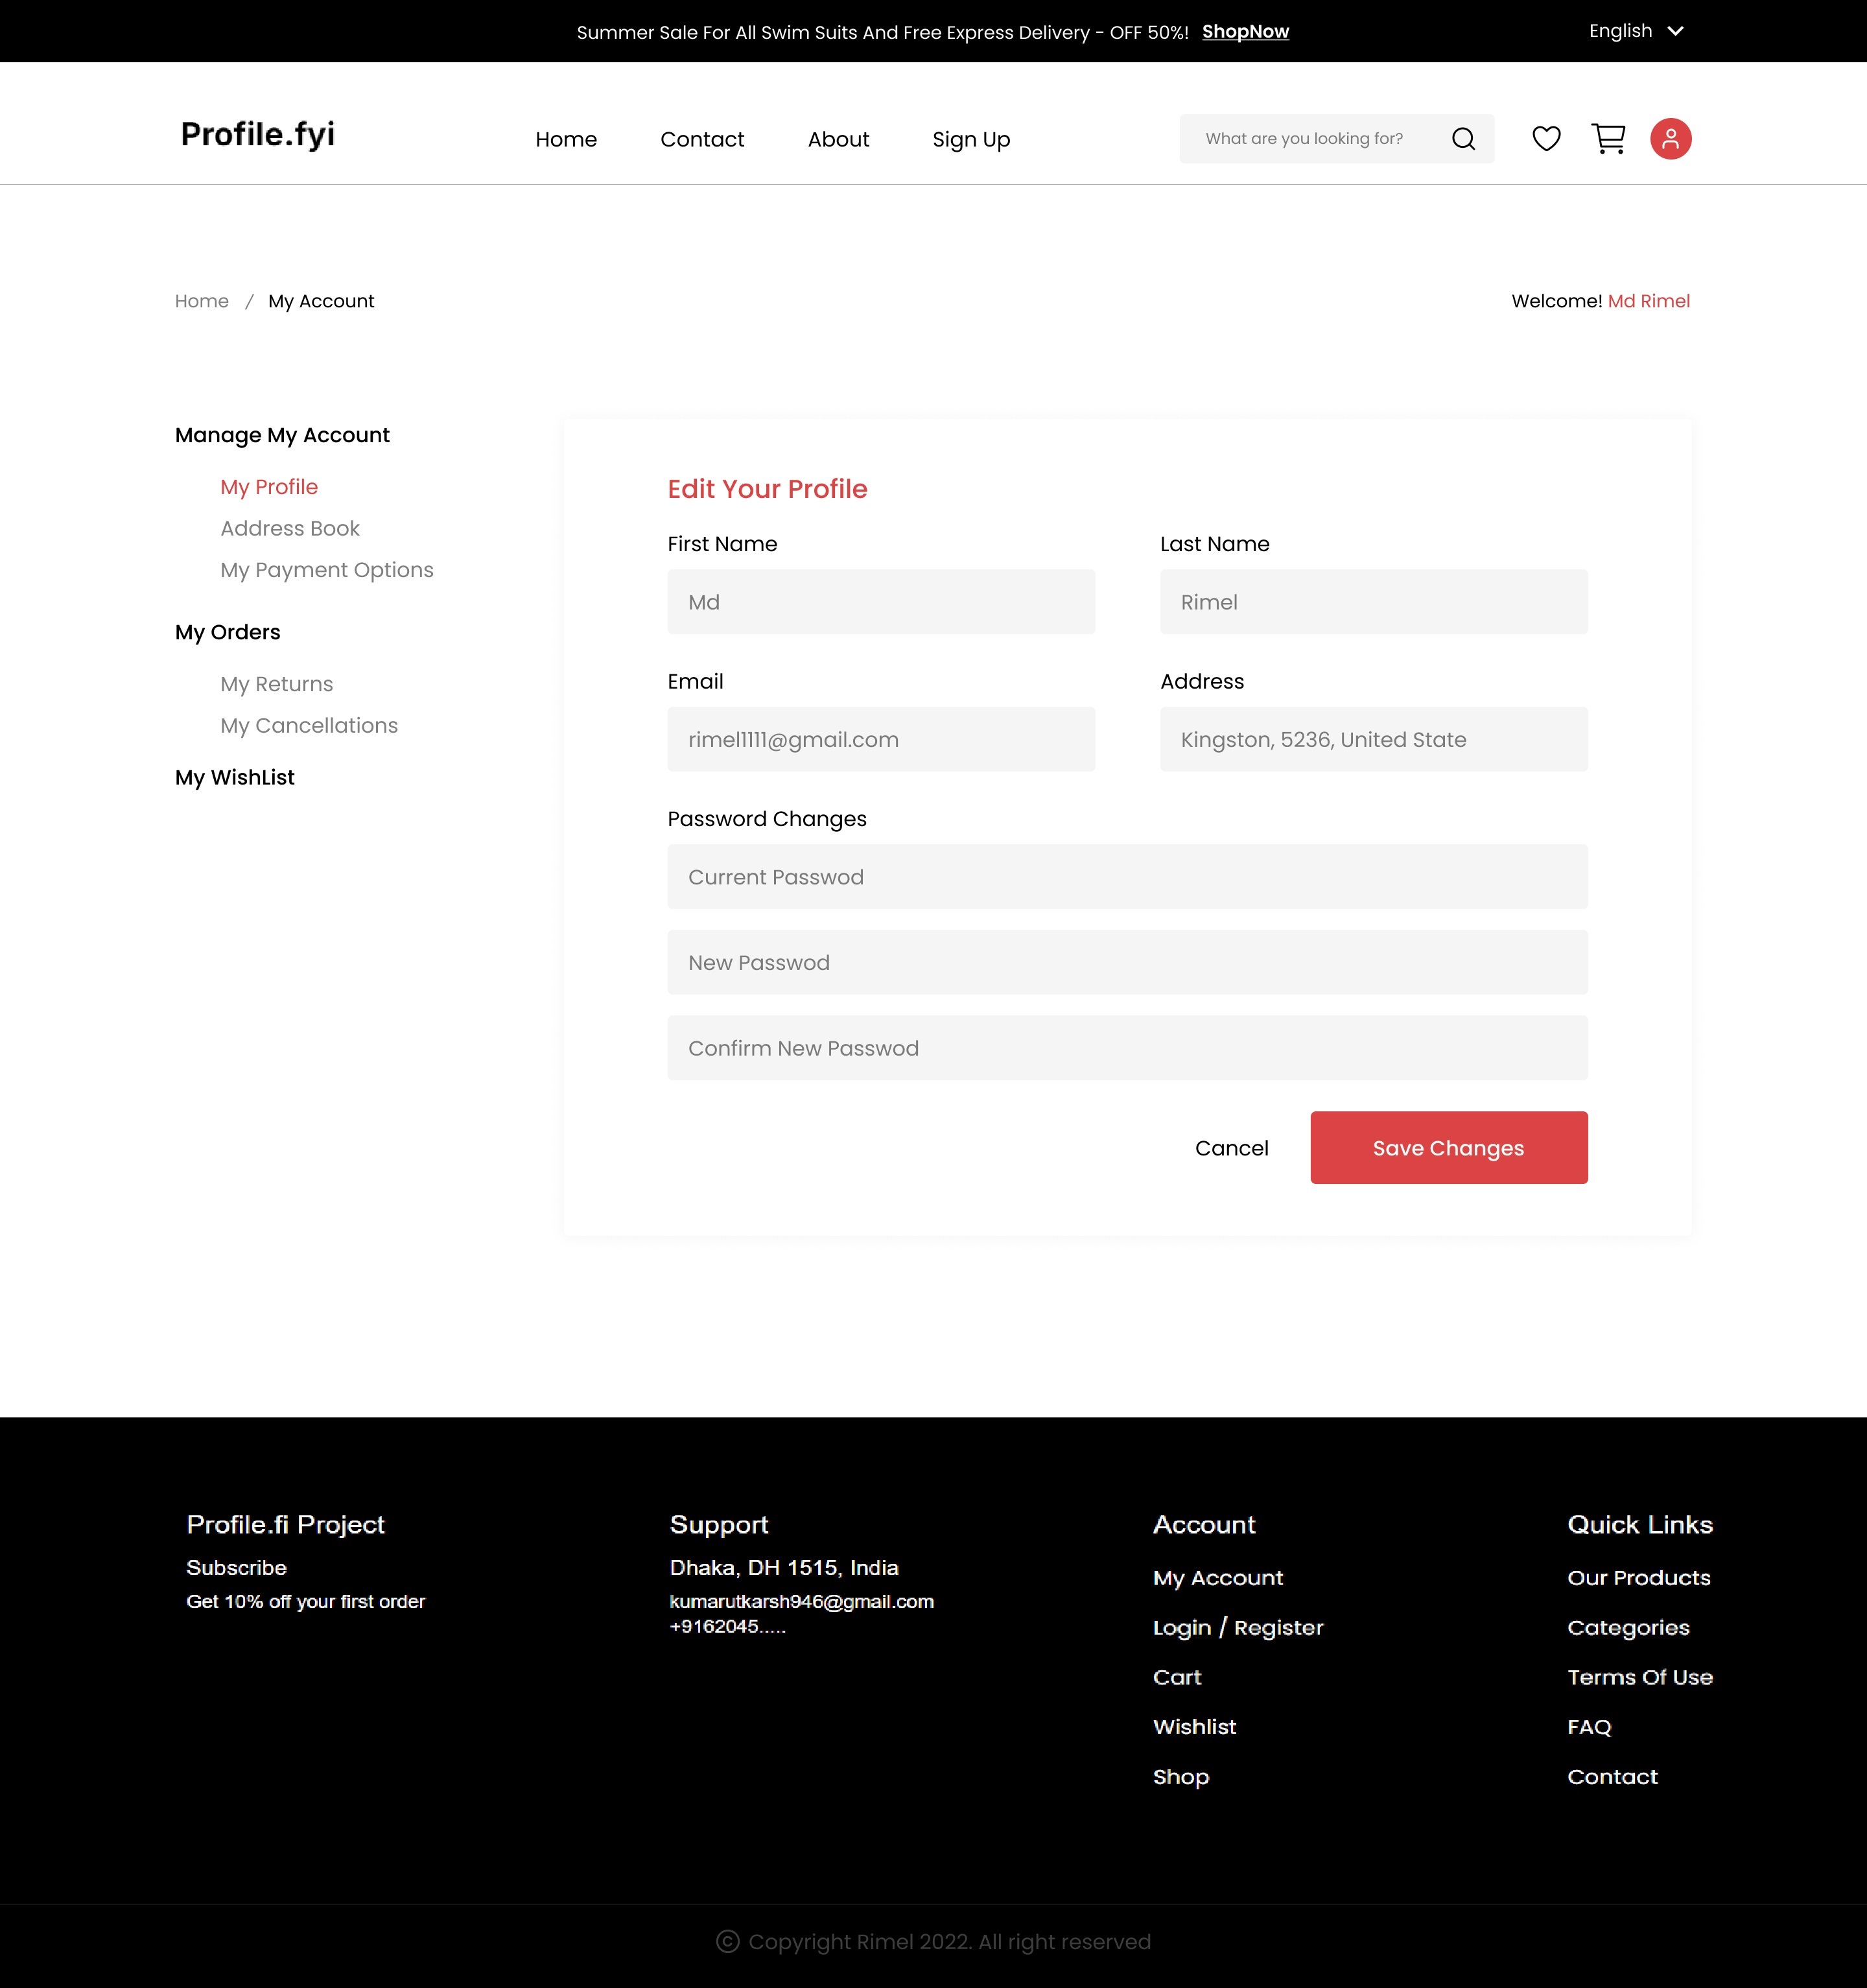 Summer Sale For All Swim Suits And Free Express Delivery - OFF 50%! ShopNow
English
Profile.fyi
Home
Contact
About
Sign Up
What are you looking for?
Home / My Account
Welcome! Md Rimel
Manage My Account
My Profile
Address Book
My Payment Options
My Orders
My Returns
My Cancellations
My WishList
Edit Your Profile
First Name
Last Name
Md
Rimel
Email
Address
rimel1111@gmail.com
Kingston, 5236, United State
Password Changes
Current Passwod
New Passwod
Confirm New Passwod
Cancel
Save Changes
Profile.fi Project
Subscribe
Get 10% off your first order
Support
Dhaka, DH 1515, India
kumarutkarsh946@gmail.com
+9162045.....
Account
My Account
Login / Register
Cart
Wishlist
Shop
Quick Links
Our Products
Categories
Terms Of Use
FAQ
Contact
© Copyright Rimel 2022. All right reserved